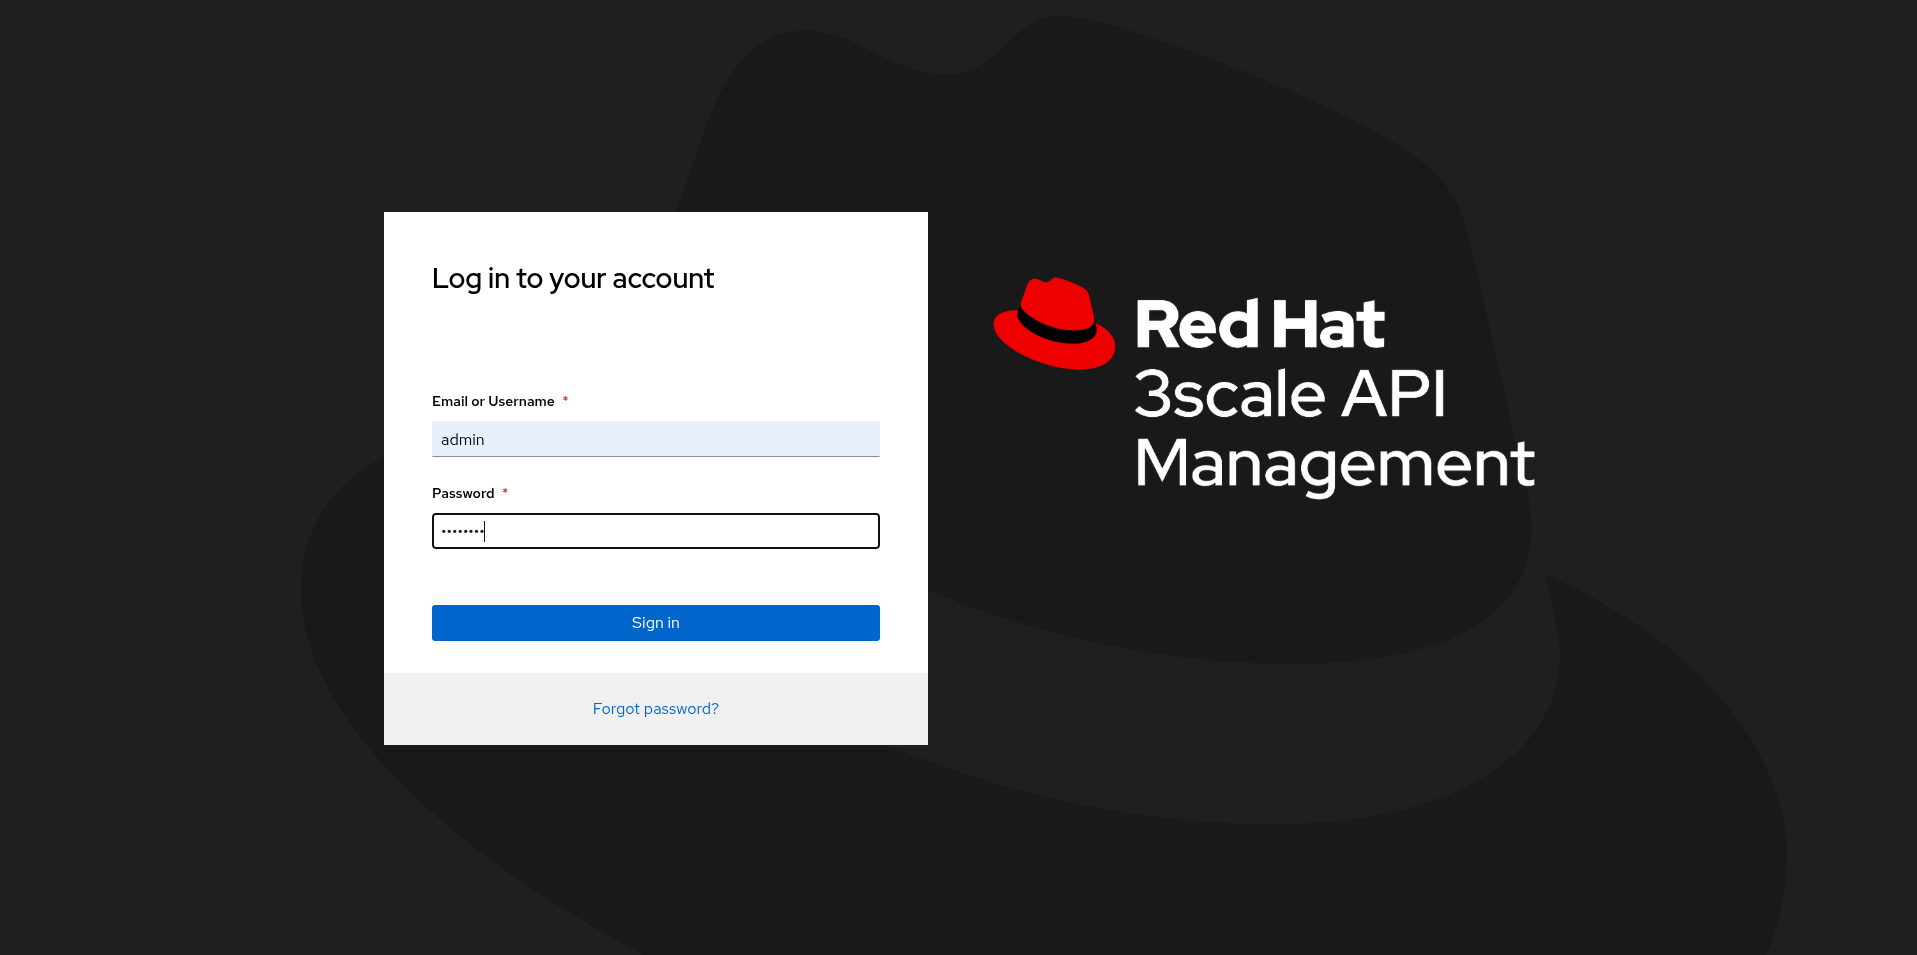 Log in to your account
Email or Username *
admin
Password *
••••••••
Sign in
Forgot password?
Red Hat
3scale API
Management